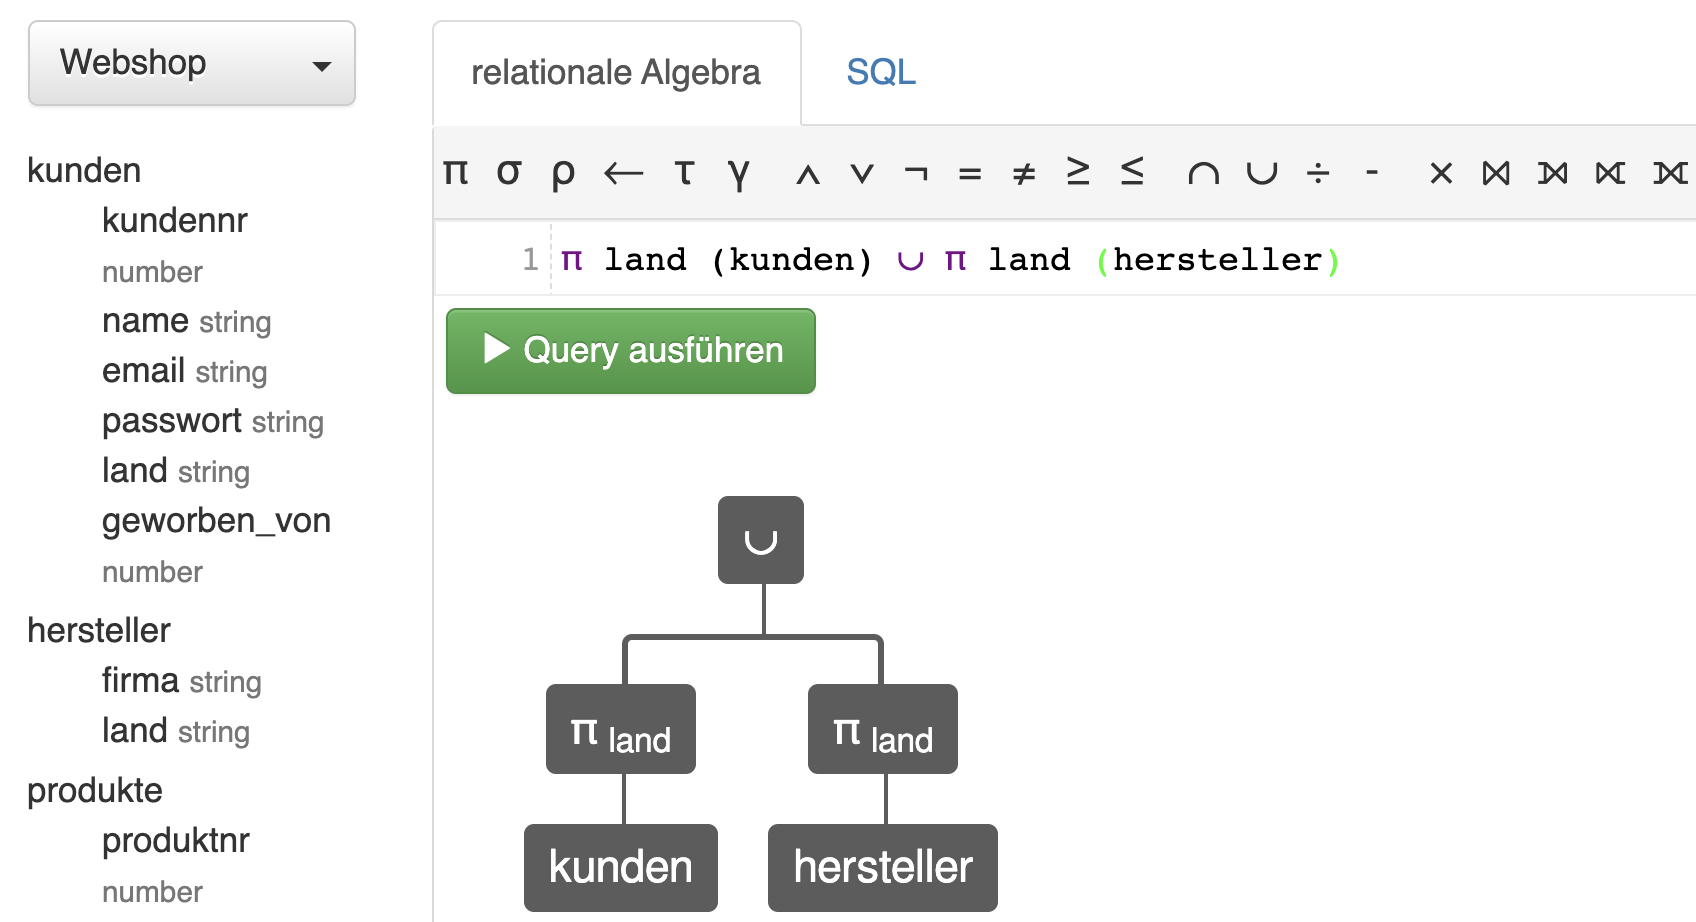 Webshop
kunden
kundennr
number
name string
email string
passwort string
land string
geworben_von
number
hersteller
firma string
land string
produkte
produktnr
number
relationale Algebra SQL
π σ ρ ← τ γ ∧ ∨ ¬ = ≠ ≥ ≤ ∩ ∪ ÷ - × ⋈ ⟕ ⟖ ⟗
1 π land (kunden) ∪ π land (hersteller)
Query ausführen
∪
π land π land
kunden hersteller